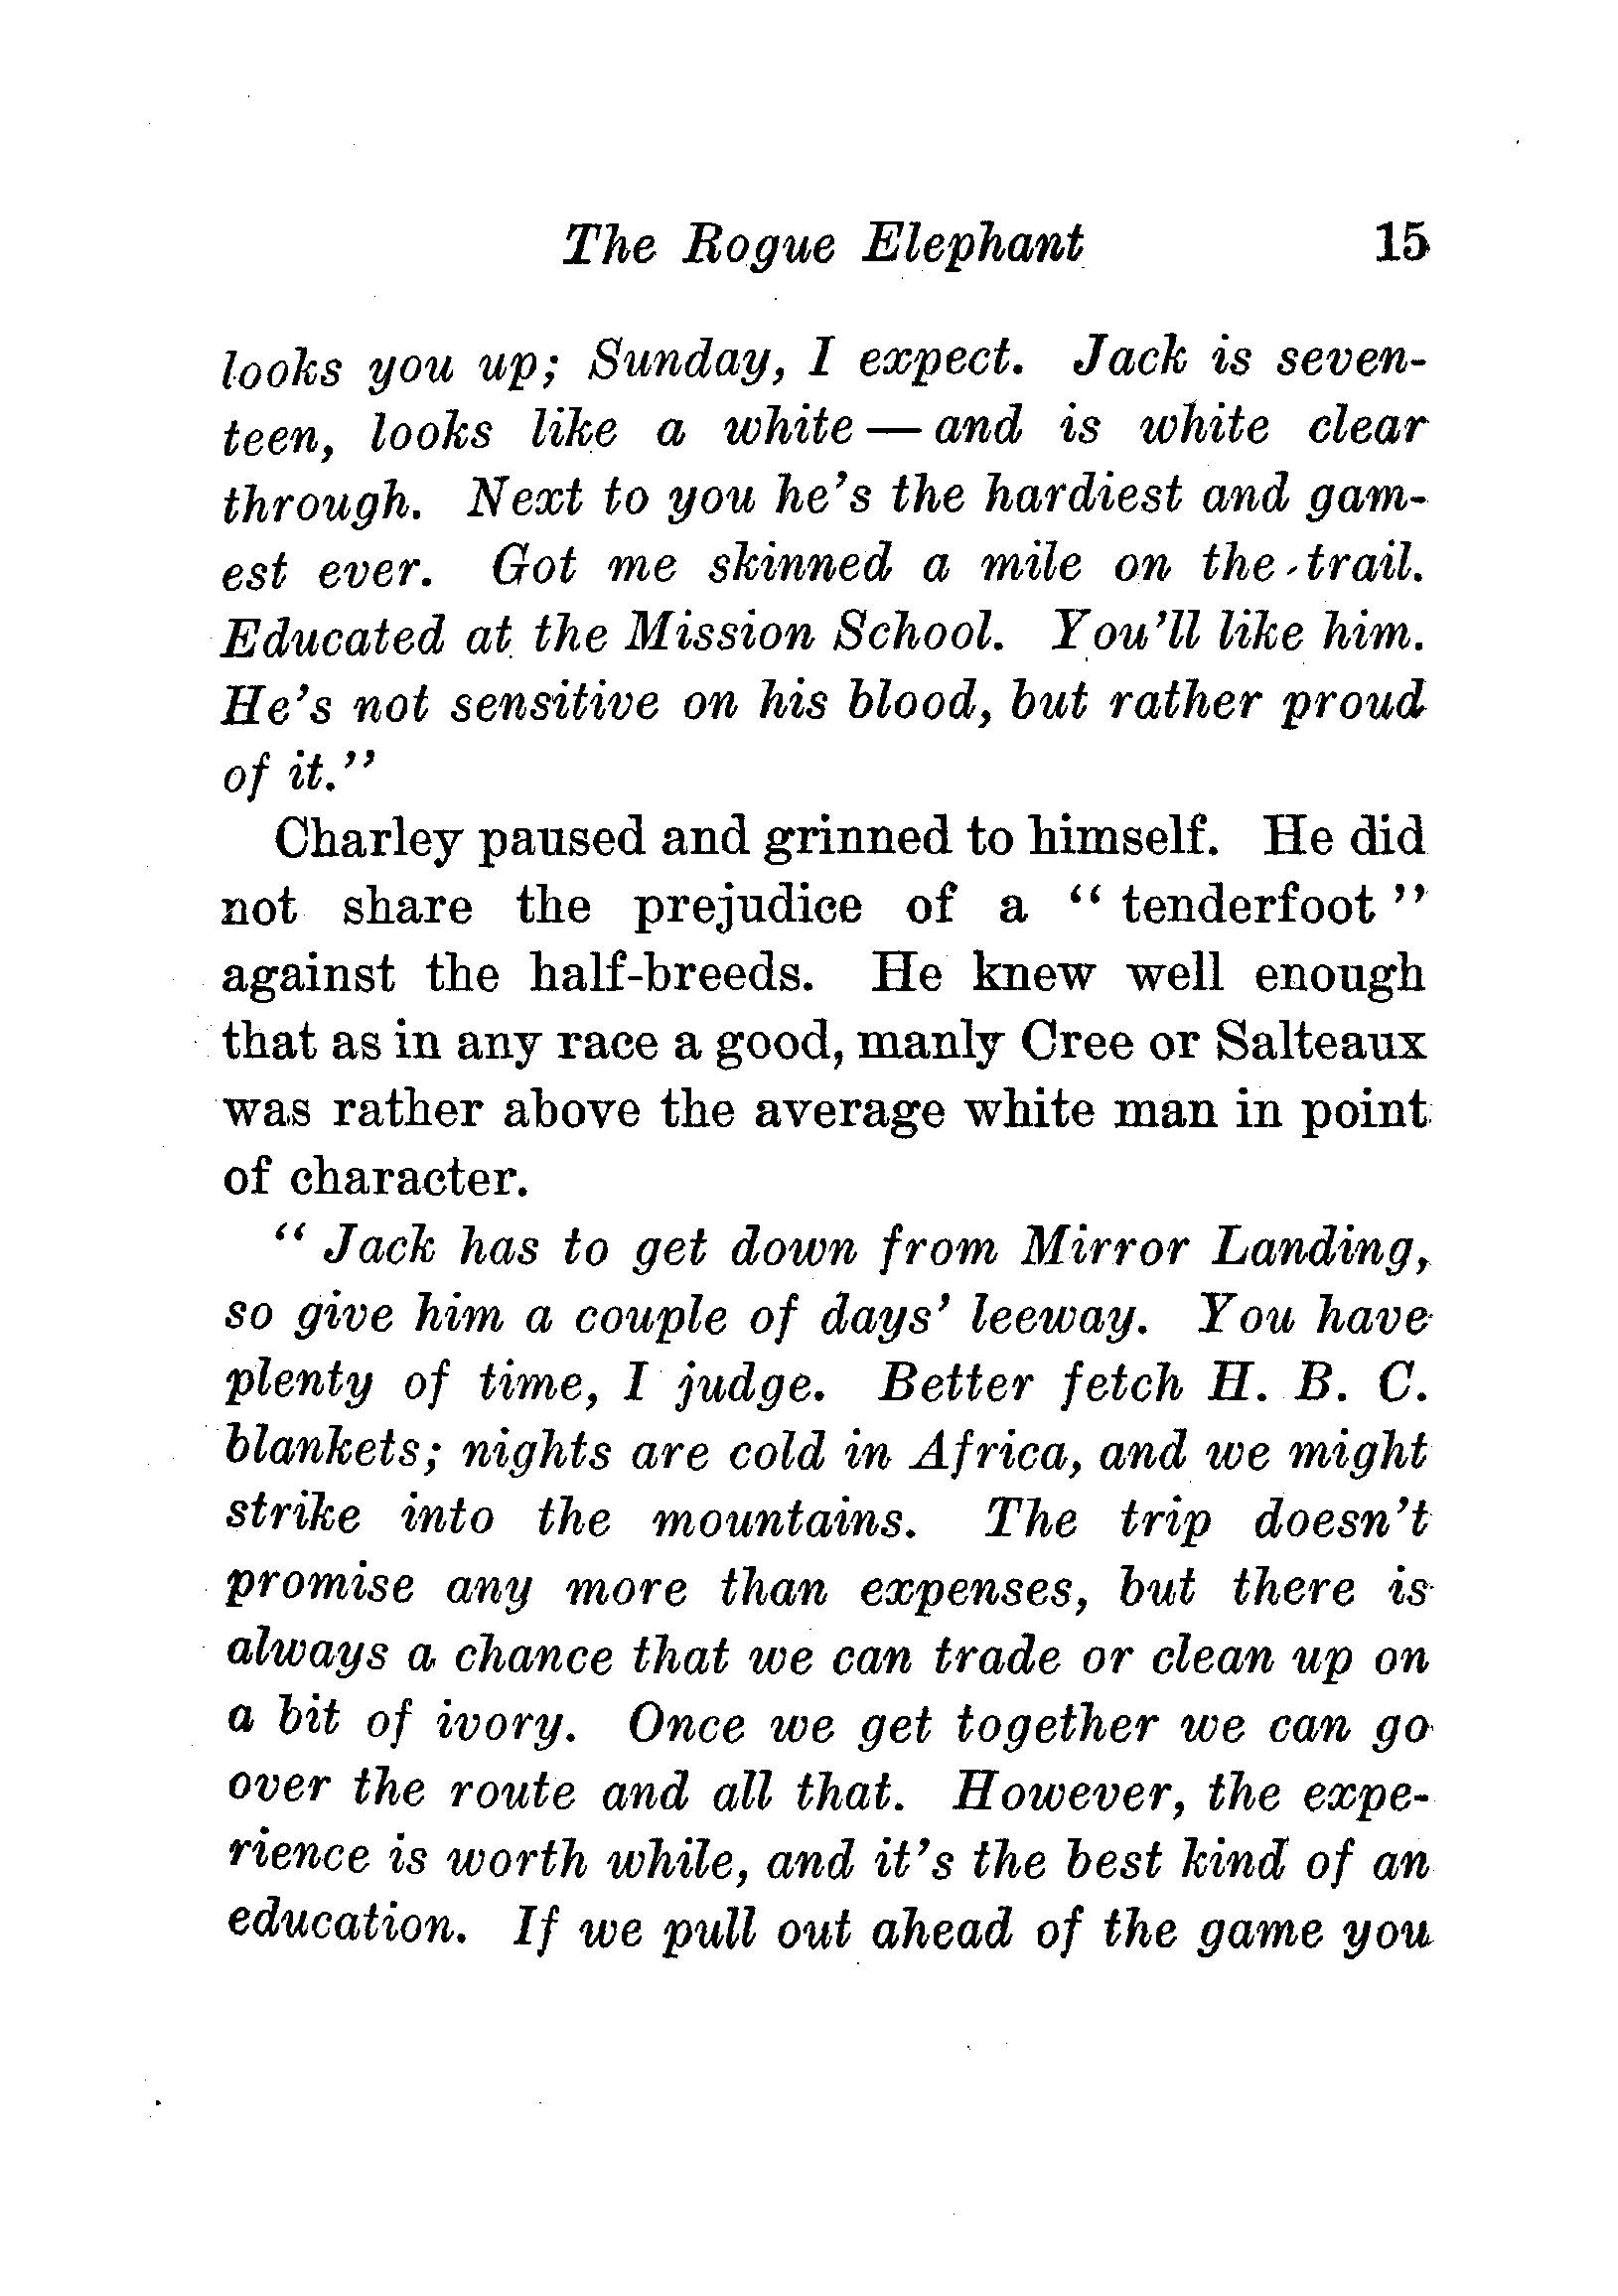 The Rogue Elephant 15
looks you up; Sunday, I expect. Jack is seven-
teen, looks like a white — and is white clear
through. Next to you he's the hardiest and gam-
est ever. Got me skinned a mile on the trail.
Educated at the Mission School. You'll like him.
He's not sensitive on his blood, but rather proud
of it."
Charley paused and grinned to himself. He did
not share the prejudice of a " tenderfoot "
against the half-breeds. He knew well enough
that as in any race a good, manly Cree or Salteaux
was rather above the average white man in point
of character.
" Jack has to get down from Mirror Landing,
so give him a couple of days' leeway. You have
plenty of time, I judge. Better fetch H. B. C.
blankets; nights are cold in Africa, and we might
strike into the mountains. The trip doesn't
promise any more than expenses, but there is
always a chance that we can trade or clean up on
a bit of ivory. Once we get together we can go
over the route and all that. However, the expe-
rience is worth while, and it's the best kind of an
education. If we pull out ahead of the game you